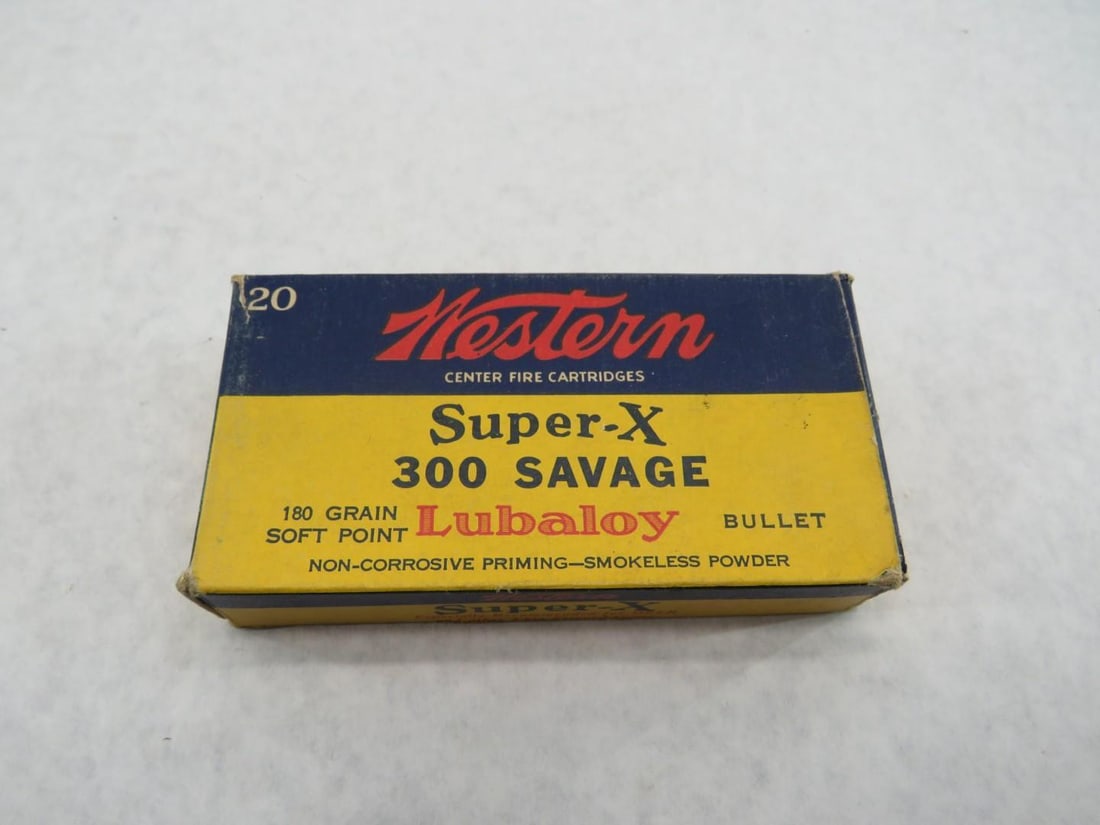 20
Western
CENTER FIRE CARTRIDGES
Super-X
300 SAVAGE
180 GRAIN SOFT POINT Lubaloy BULLET
NON-CORROSIVE PRIMING—SMOKELESS POWDER
Western
Super-X